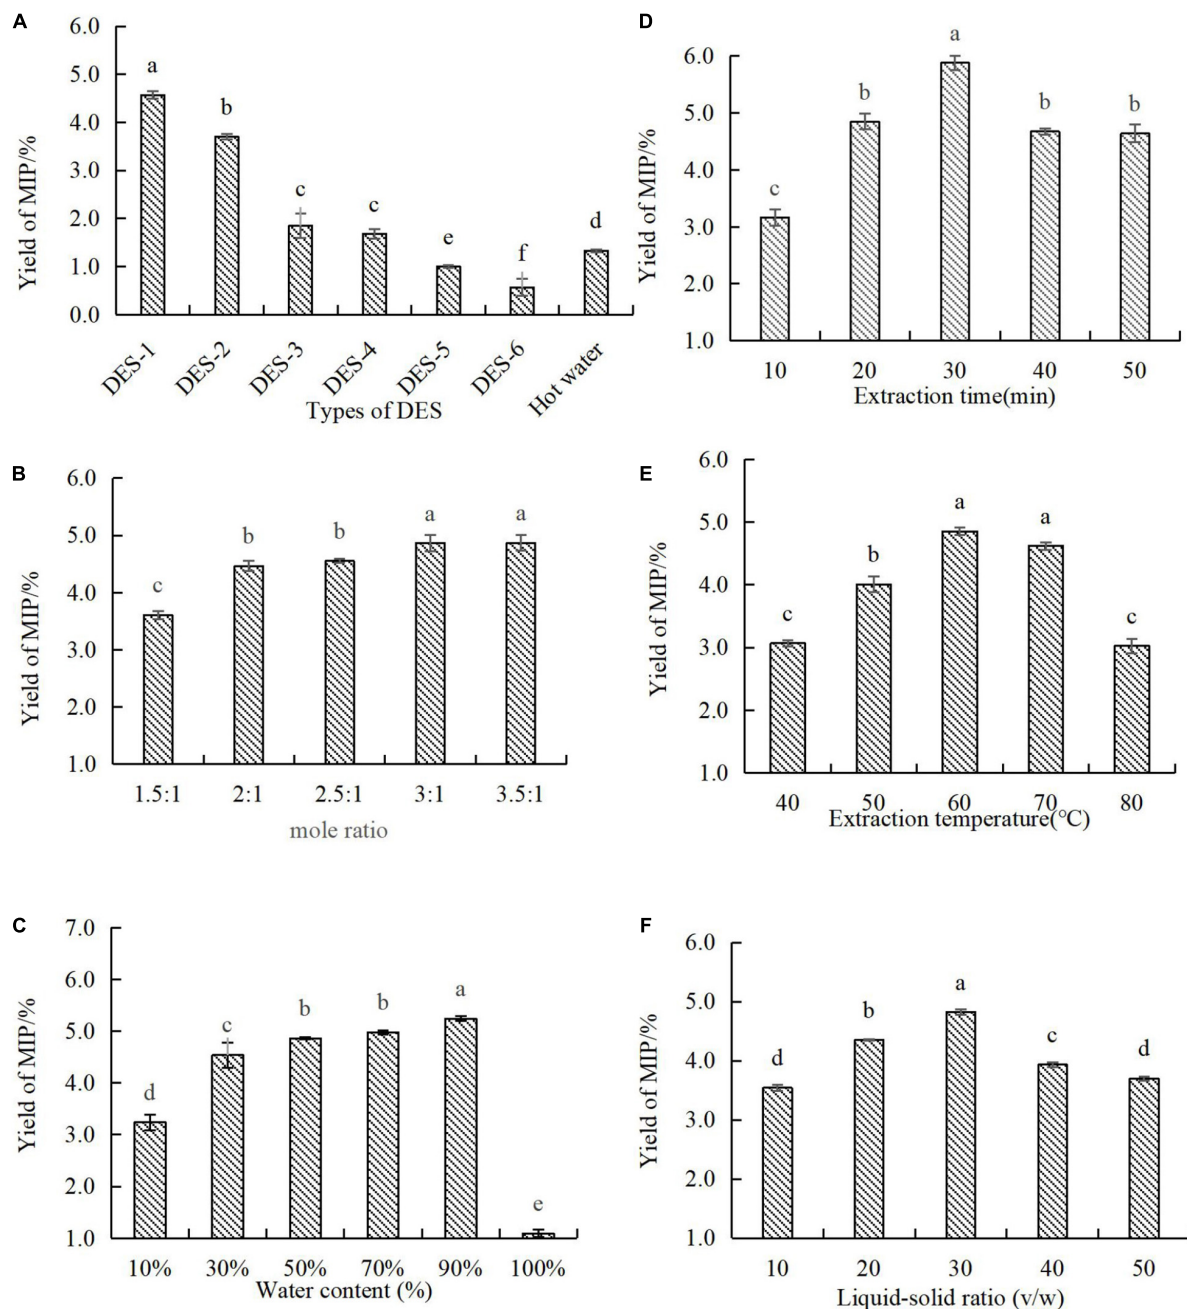 A
6.0
5.0
4.0
3.0
2.0
1.0
0.0
Yield of MIP/%
a
b
c
c
e
f
d
DES-1
DES-2
DES-3
DES-4
DES-5
DES-6
Hot water
Types of DES
B
6.0
5.0
4.0
3.0
2.0
1.0
Yield of MIP/%
c
b
b
a
a
1.5:1 2:1 2.5:1 3:1 3.5:1
mole ratio
C
7.0
6.0
5.0
4.0
3.0
2.0
1.0
Yield of MIP/%
d
c
b
b
a
e
10% 30% 50% 70% 90% 100%
Water content (%)
D
6.0
5.0
4.0
3.0
2.0
1.0
Yield of MIP/%
c
b
a
b
b
10 20 30 40 50
Extraction time(min)
E
6.0
5.0
4.0
3.0
2.0
1.0
Yield of MIP/%
c
b
a
a
c
40 50 60 70 80
Extraction temperature(°C)
F
6.0
5.0
4.0
3.0
2.0
1.0
Yield of MIP/%
d
b
a
c
d
10 20 30 40 50
Liquid-solid ratio (v/w)